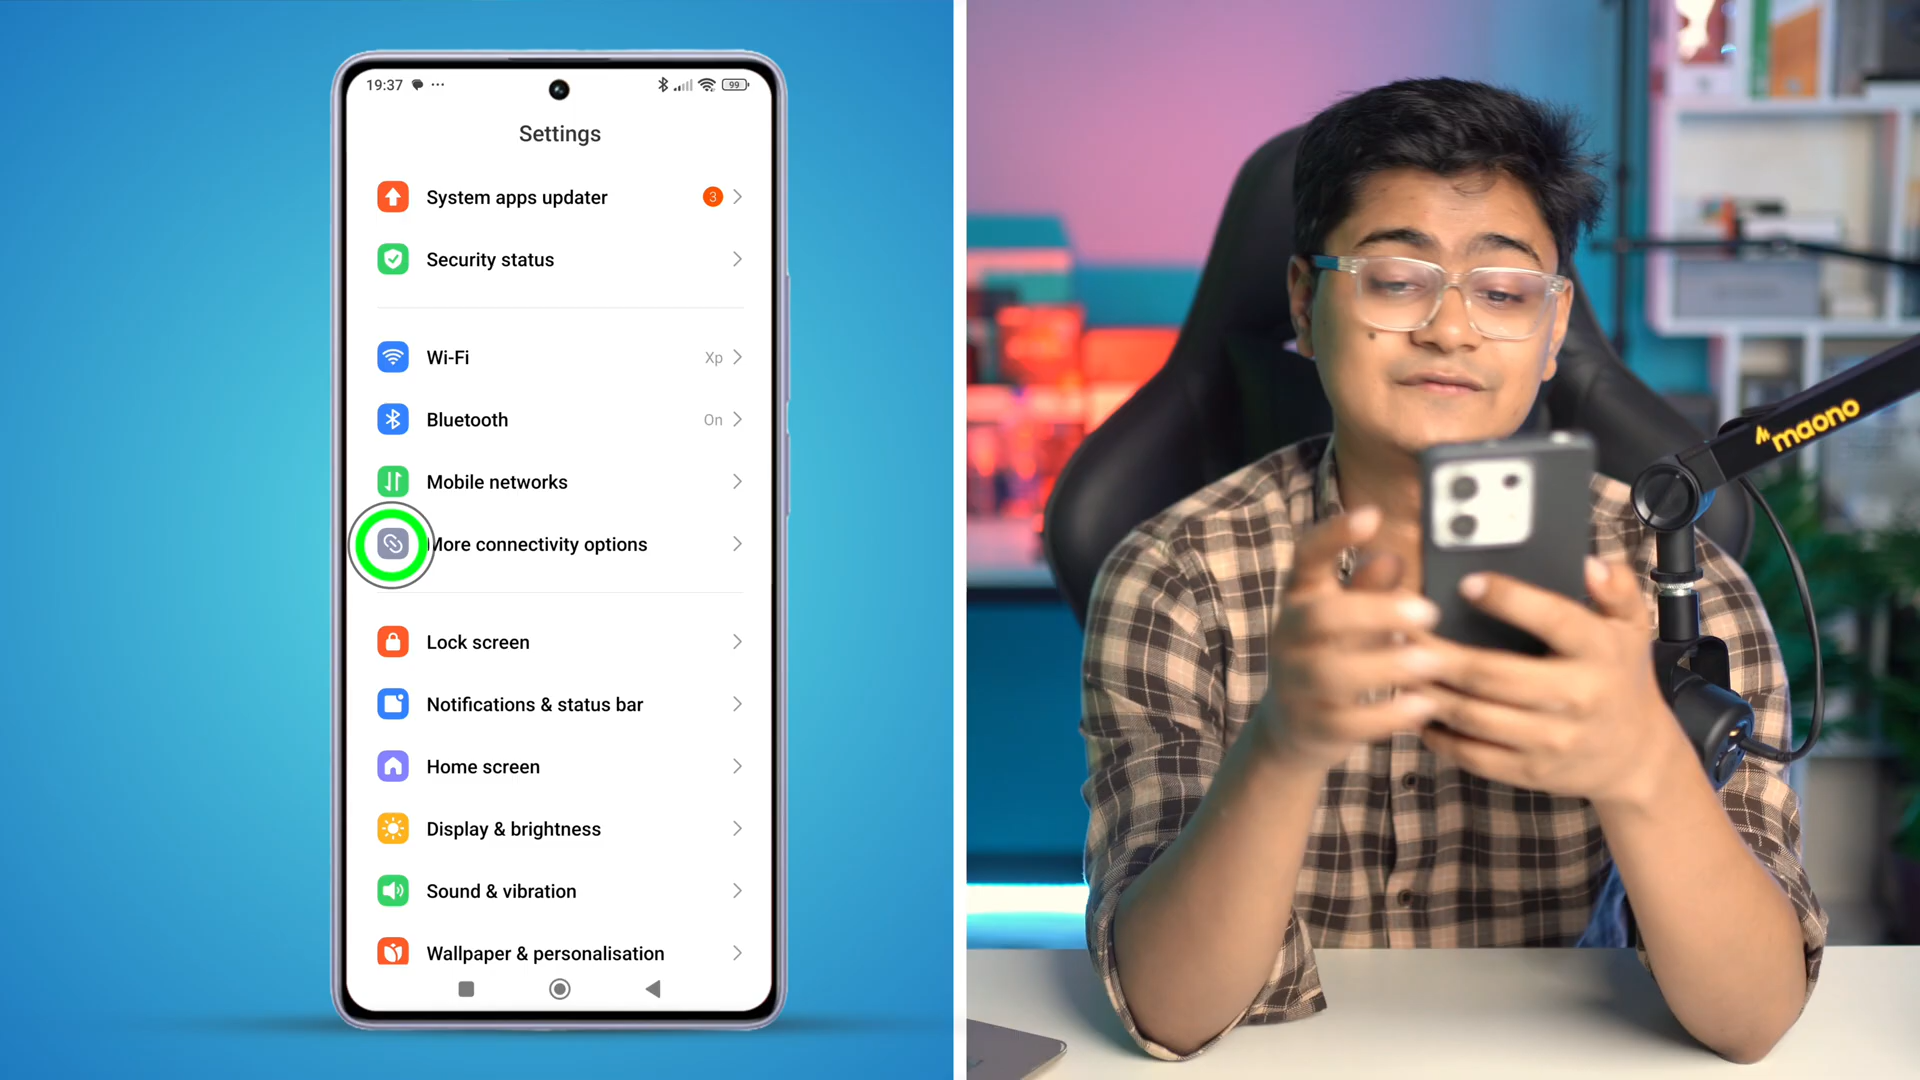 19:37 ... 99
Settings
System apps updater 3
Security status
Wi-Fi Xp
Bluetooth On
Mobile networks
More connectivity options
Lock screen
Notifications & status bar
Home screen
Display & brightness
Sound & vibration
Wallpaper & personalisation
maono